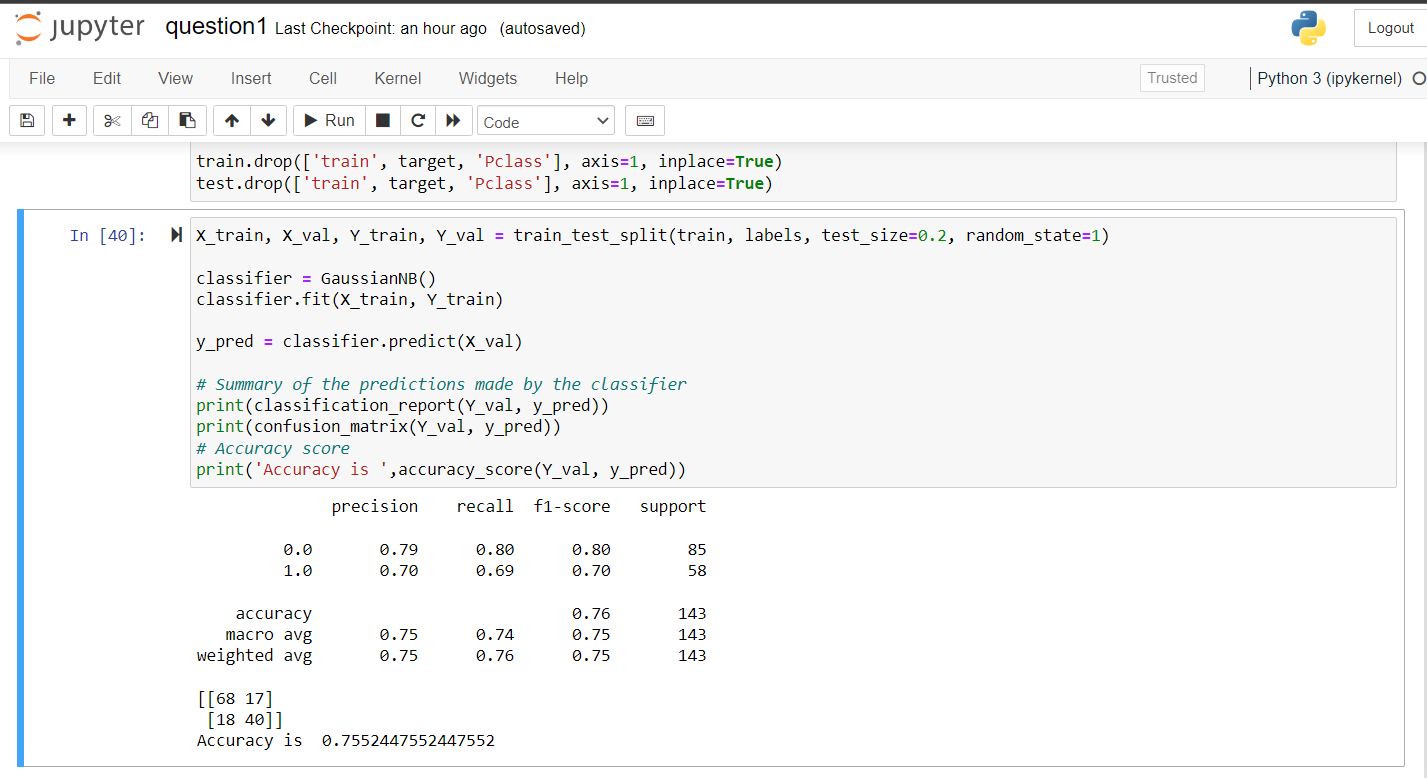 jupyter question1 Last Checkpoint: an hour ago (autosaved) Logout
File Edit View Insert Cell Kernel Widgets Help Trusted Python 3 (ipykernel)
Run Code
train.drop(['train', target, 'Pclass'], axis=1, inplace=True)
test.drop(['train', target, 'Pclass'], axis=1, inplace=True)
In [40]: X_train, X_val, Y_train, Y_val = train_test_split(train, labels, test_size=0.2, random_state=1)
classifier = GaussianNB()
classifier.fit(X_train, Y_train)
y_pred = classifier.predict(X_val)
# Summary of the predictions made by the classifier
print(classification_report(Y_val, y_pred))
print(confusion_matrix(Y_val, y_pred))
# Accuracy score
print('Accuracy is ',accuracy_score(Y_val, y_pred))
precision recall f1-score support
0.0 0.79 0.80 0.80 85
1.0 0.70 0.69 0.70 58
accuracy 0.76 143
macro avg 0.75 0.74 0.75 143
weighted avg 0.75 0.76 0.75 143
[[68 17]
[18 40]]
Accuracy is 0.7552447552447552